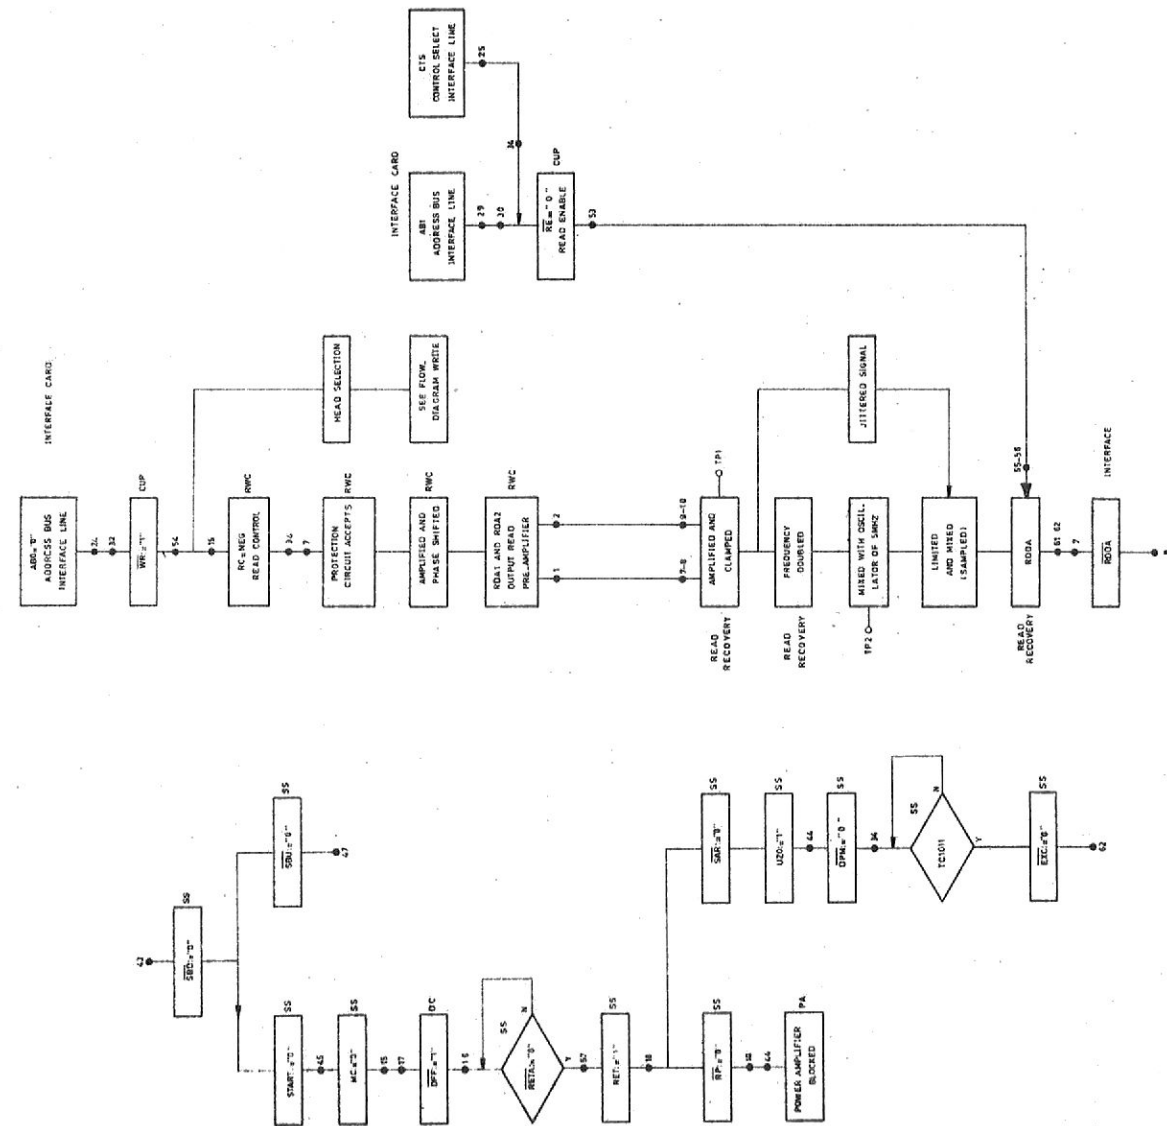 CTS
CONTROL SELECT
INTERFACE LINE
25
34
INTERFACE CARD
AB1
ADDRESS BUS
INTERFACE LINE
29
30
CUP
RE:="0"
READ ENABLE
53
INTERFACE CARD
AB0="0"
ADDRESS BUS
INTERFACE LINE
24
32
CUP
WR:="1"
54
15
RWC
RC=NEG
READ CONTROL
7
HEAD SELECTION
SEE FLOW
DIAGRAM WRITE
RWC
PROTECTION
CIRCUIT ACCEPTS
RWC
AMPLIFIED AND
PHASE SHIFTED
RWC
RDA1 AND RDA2
OUTPUT READ
PRE-AMPLIFIER
1
2
7-8
9-10
AMPLIFIED AND
CLAMPED
TP1
READ
RECOVERY
FREQUENCY
DOUBLED
READ
RECOVERY
JITTERED SIGNAL
MIXED WITH OSCIL.
LATOR OF 5MHZ
TP2
LIMITED
AND MIXED
(SAMPLED)
55-56
RDDA
READ
RECOVERY
61 62
7
INTERFACE
RDDA
43
SS
SBO:="0"
SS
SBU:="0"
47
SS
START:="0"
45
SS
MC:="0"
15
17
DC
OFF:="1"
16
SS
RETA:="0"
N
Y
57
SS
RET:="1"
18
SS
RP:="0"
44
PA
POWER AMPLIFIER
BLOCKED
SS
SAR:="0"
SS
UZO:="1"
44
SS
DPM:="0"
34
SS
TC1011
N
Y
SS
EXC:="0"
62